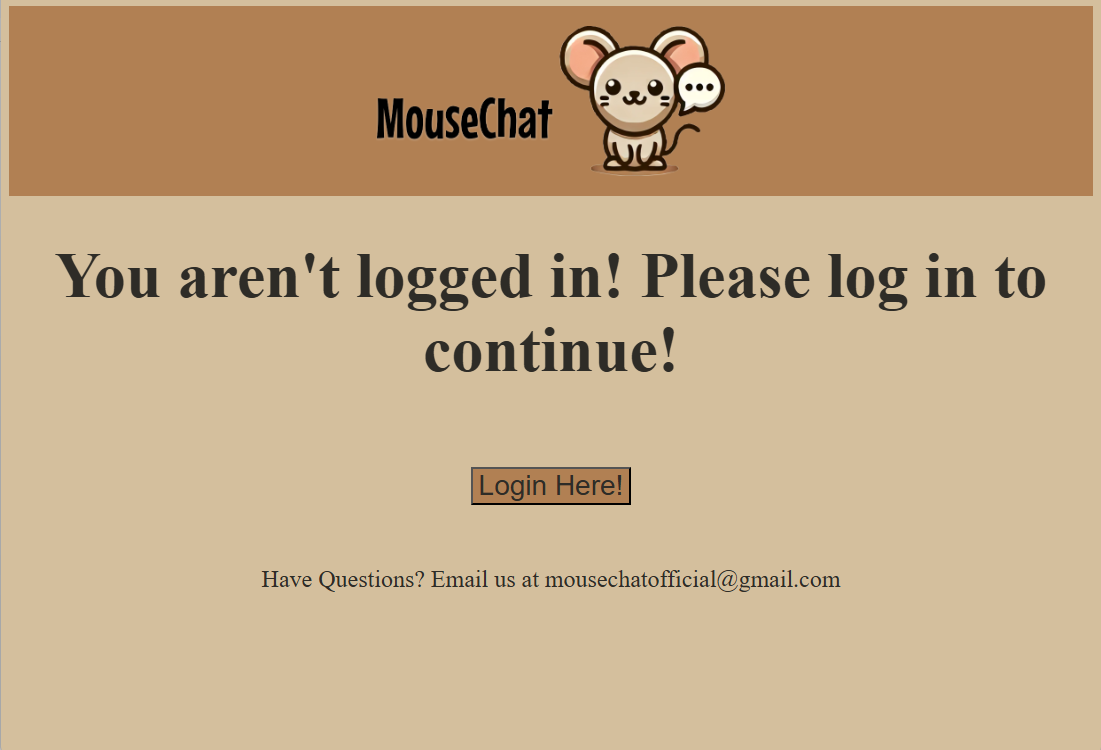 MouseChat
You aren't logged in! Please log in to
continue!
Login Here!
Have Questions? Email us at mousechatofficial@gmail.com